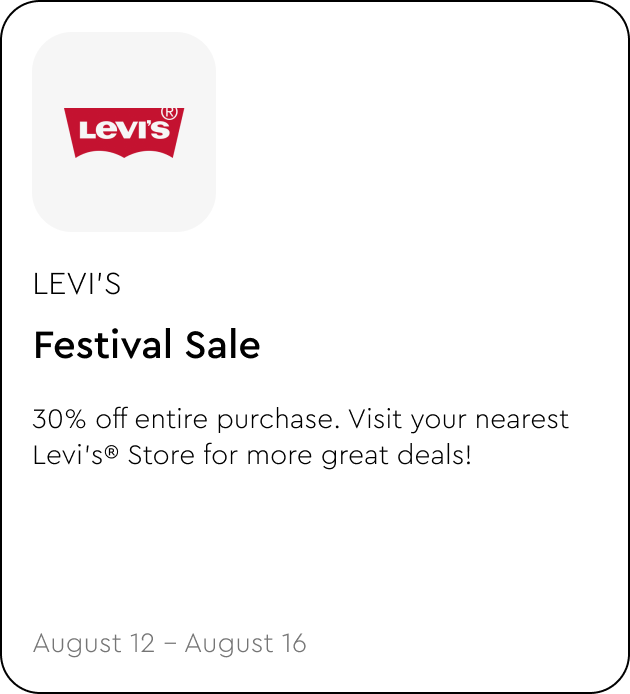 LEVI'S®
LEVI'S
Festival Sale
30% off entire purchase. Visit your nearest
Levi's® Store for more great deals!
August 12 – August 16